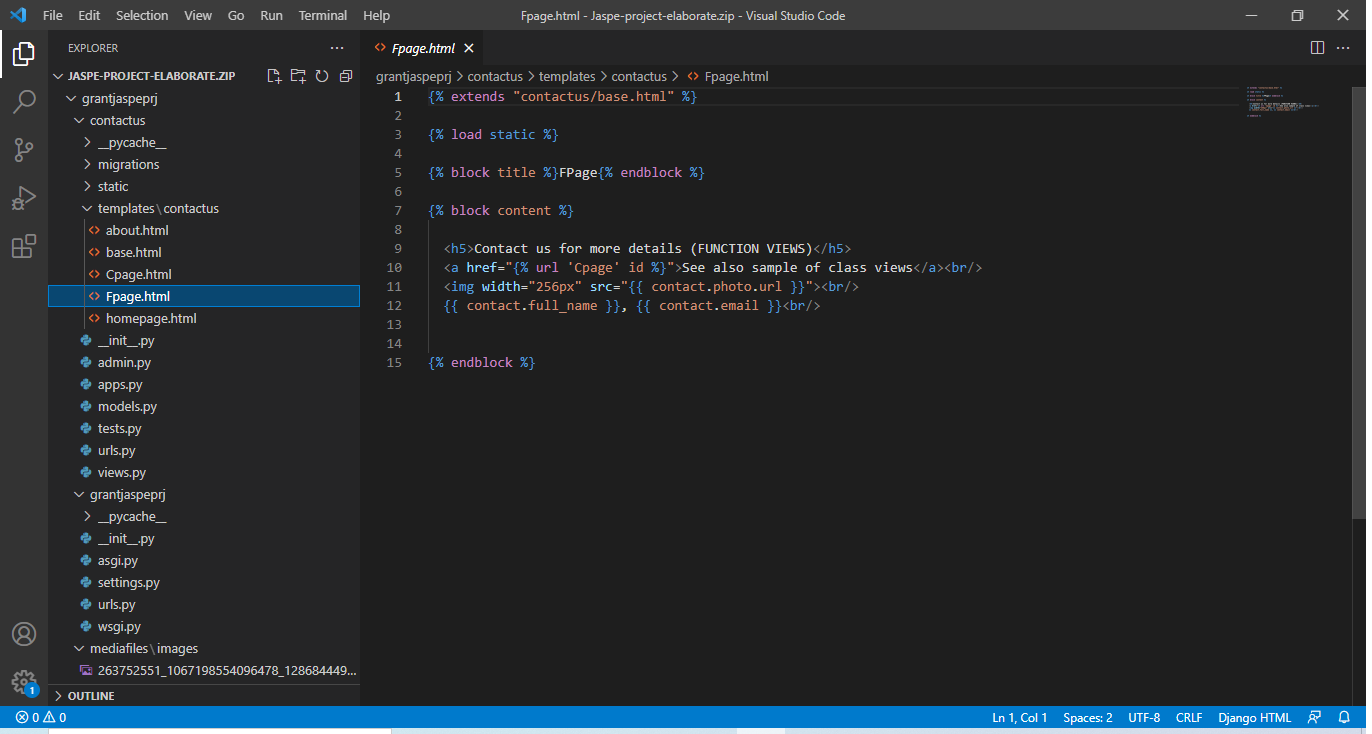 File Edit Selection View Go Run Terminal Help
Fpage.html - Jaspe-project-elaborate.zip - Visual Studio Code
EXPLORER
JASPE-PROJECT-ELABORATE.ZIP
grantjaspeprj
contactus
__pycache__
migrations
static
templates\contactus
about.html
base.html
Cpage.html
Fpage.html
homepage.html
__init__.py
admin.py
apps.py
models.py
tests.py
urls.py
views.py
grantjaspeprj
__pycache__
__init__.py
asgi.py
settings.py
urls.py
wsgi.py
mediafiles\images
263752551_1067198554096478_128684449...
OUTLINE
Fpage.html
grantjaspeprj > contactus > templates > contactus > Fpage.html
1 {% extends "contactus/base.html" %}
2
3 {% load static %}
4
5 {% block title %}FPage{% endblock %}
6
7 {% block content %}
8
9 <h5>Contact us for more details (FUNCTION VIEWS)</h5>
10 <a href="{% url 'Cpage' id %}">See also sample of class views</a><br/>
11 <img width="256px" src="{{ contact.photo.url }}"><br/>
12 {{ contact.full_name }}, {{ contact.email }}<br/>
13
14
15 {% endblock %}
1
0 0
Ln 1, Col 1 Spaces: 2 UTF-8 CRLF Django HTML